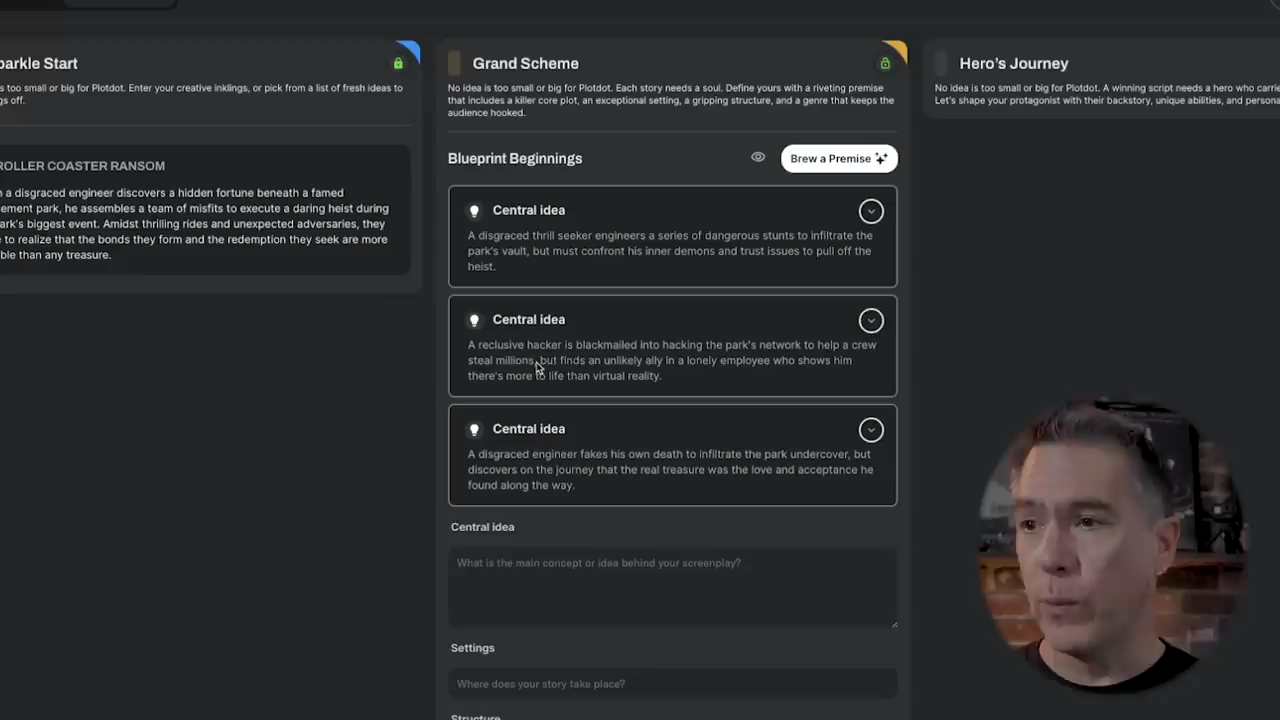 arkle Start
is too small or big for Plotdot. Enter your creative inklings, or pick from a list of fresh ideas to
gs off.
ROLLER COASTER RANSOM
a disgraced engineer discovers a hidden fortune beneath a famed
ement park, he assembles a team of misfits to execute a daring heist during
ark's biggest event. Amidst thrilling rides and unexpected adversaries, they
to realize that the bonds they form and the redemption they seek are more
ble than any treasure.
Grand Scheme
No idea is too small or big for Plotdot. Each story needs a soul. Define yours with a riveting premise
that includes a killer core plot, an exceptional setting, a gripping structure, and a genre that keeps the
audience hooked.
Blueprint Beginnings
Brew a Premise
Central idea
A disgraced thrill seeker engineers a series of dangerous stunts to infiltrate the
park's vault, but must confront his inner demons and trust issues to pull off the
heist.
Central idea
A reclusive hacker is blackmailed into hacking the park's network to help a crew
steal millions, but finds an unlikely ally in a lonely employee who shows him
there's more to life than virtual reality.
Central idea
A disgraced engineer fakes his own death to infiltrate the park undercover, but
discovers on the journey that the real treasure was the love and acceptance he
found along the way.
Central idea
What is the main concept or idea behind your screenplay?
Settings
Where does your story take place?
Structure
Hero's Journey
No idea is too small or big for Plotdot. A winning script needs a hero who carrie
Let's shape your protagonist with their backstory, unique abilities, and persona